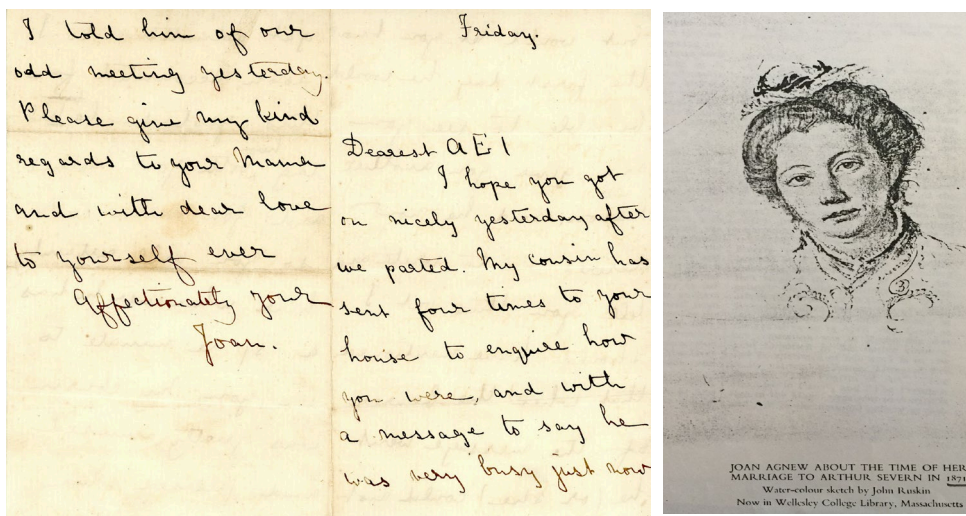 I told him of our
odd meeting yesterday.
Please give my kind
regards to your Mama
and with dear love
to yourself ever
Affectionately your
Joan.
Friday.
Dearest A E I
I hope you got
on nicely yesterday after
we parted. My cousin has
sent four times to your
house to enquire how
you were, and with
a message to say he
was very busy just now
JOAN AGNEW ABOUT THE TIME OF HER
MARRIAGE TO ARTHUR SEVERN IN 1871
Water-colour sketch by John Ruskin
Now in Wellesley College Library, Massachusetts